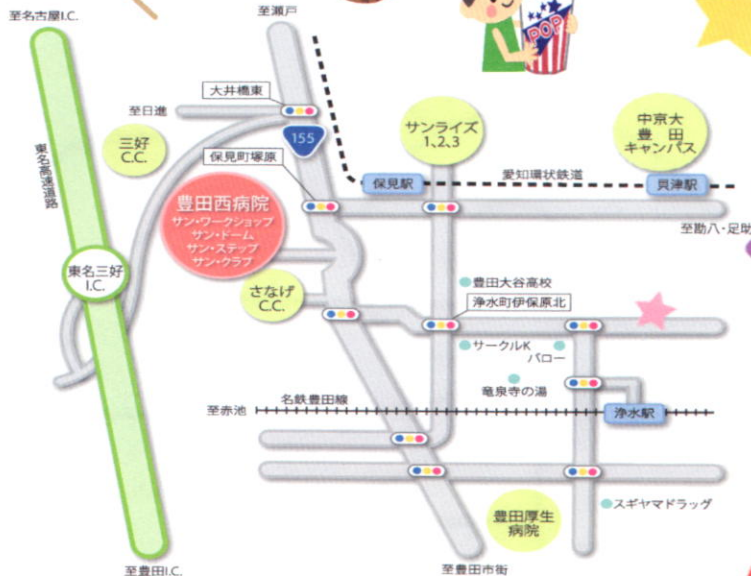 至名古屋I.C.
至瀬戸
POP
大井橋東
至日進
155
サンライズ
1,2,3
中京大
豊田
キャンパス
三好
C.C.
東名高速道路
保見町塚原
保見駅
愛知環状鉄道
貝津駅
豊田西病院
サン・ワークショップ
サン・ドーム
サン・ステップ
サン・クラブ
至勘八・足助
東名三好
I.C.
さなげ
C.C.
豊田大谷高校
浄水町伊保原北
サークルK
バロー
竜泉寺の湯
至赤池
名鉄豊田線
浄水駅
スギヤマドラッグ
豊田厚生
病院
至豊田I.C.
至豊田市街